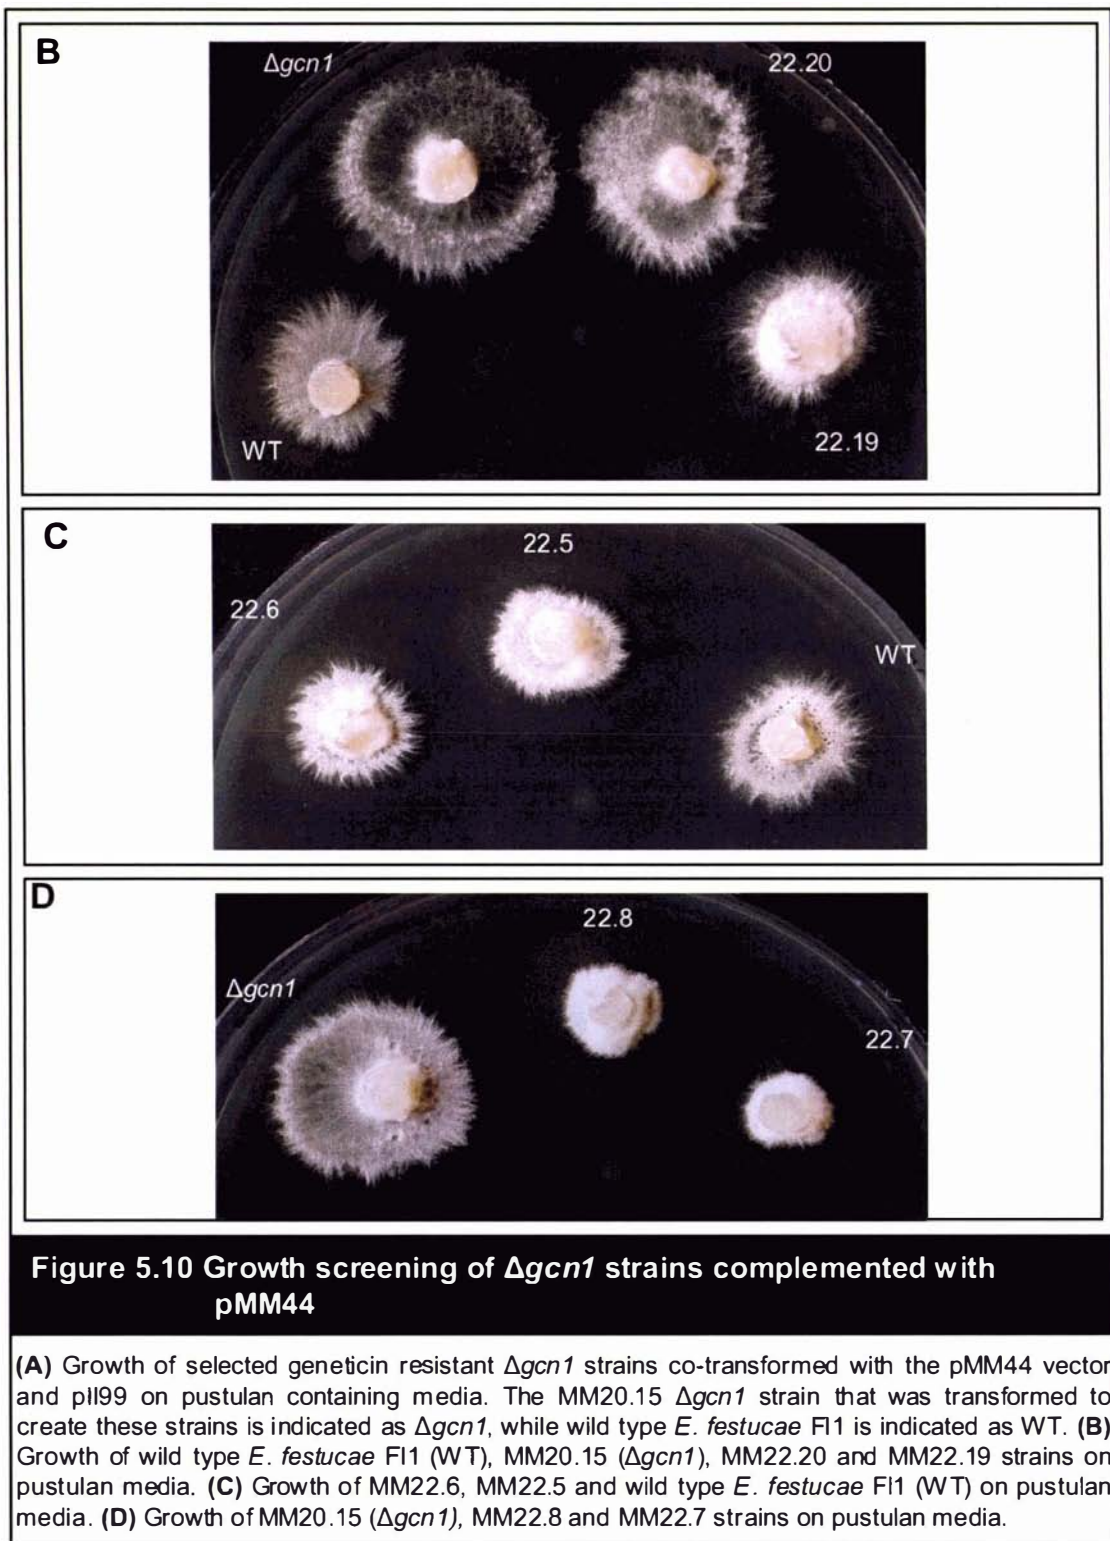 B
Δgcn1
22.20
WT
22.19
C
22.5
22.6
WT
D
22.8
Δgcn1
22.7
Figure 5.10 Growth screening of Δgcn1 strains complemented with
pMM44
(A) Growth of selected geneticin resistant Δgcn1 strains co-transformed with the pMM44 vector
and pII99 on pustulan containing media. The MM20.15 Δgcn1 strain that was transformed to
create these strains is indicated as Δgcn1, while wild type E. festucae Fl1 is indicated as WT. (B)
Growth of wild type E. festucae Fl1 (WT), MM20.15 (Δgcn1), MM22.20 and MM22.19 strains on
pustulan media. (C) Growth of MM22.6, MM22.5 and wild type E. festucae Fl1 (WT) on pustulan
media. (D) Growth of MM20.15 (Δgcn1), MM22.8 and MM22.7 strains on pustulan media.